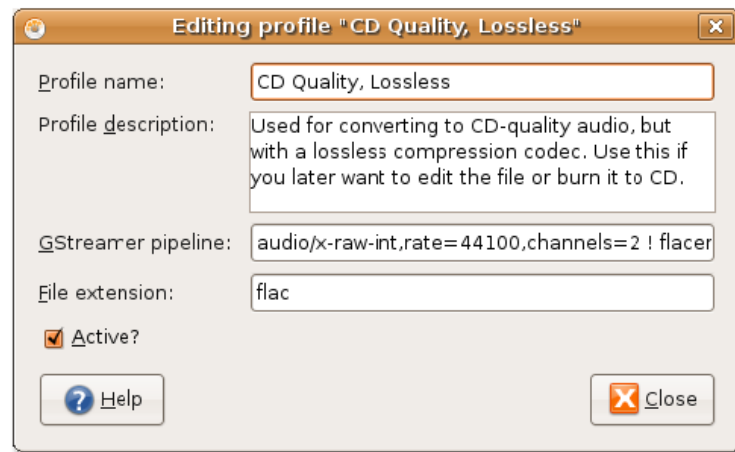 Editing profile "CD Quality, Lossless"
Profile name: CD Quality, Lossless
Profile description: Used for converting to CD-quality audio, but
with a lossless compression codec. Use this if
you later want to edit the file or burn it to CD.
GStreamer pipeline: audio/x-raw-int,rate=44100,channels=2 ! flacer
File extension: flac
Active?
Help Close